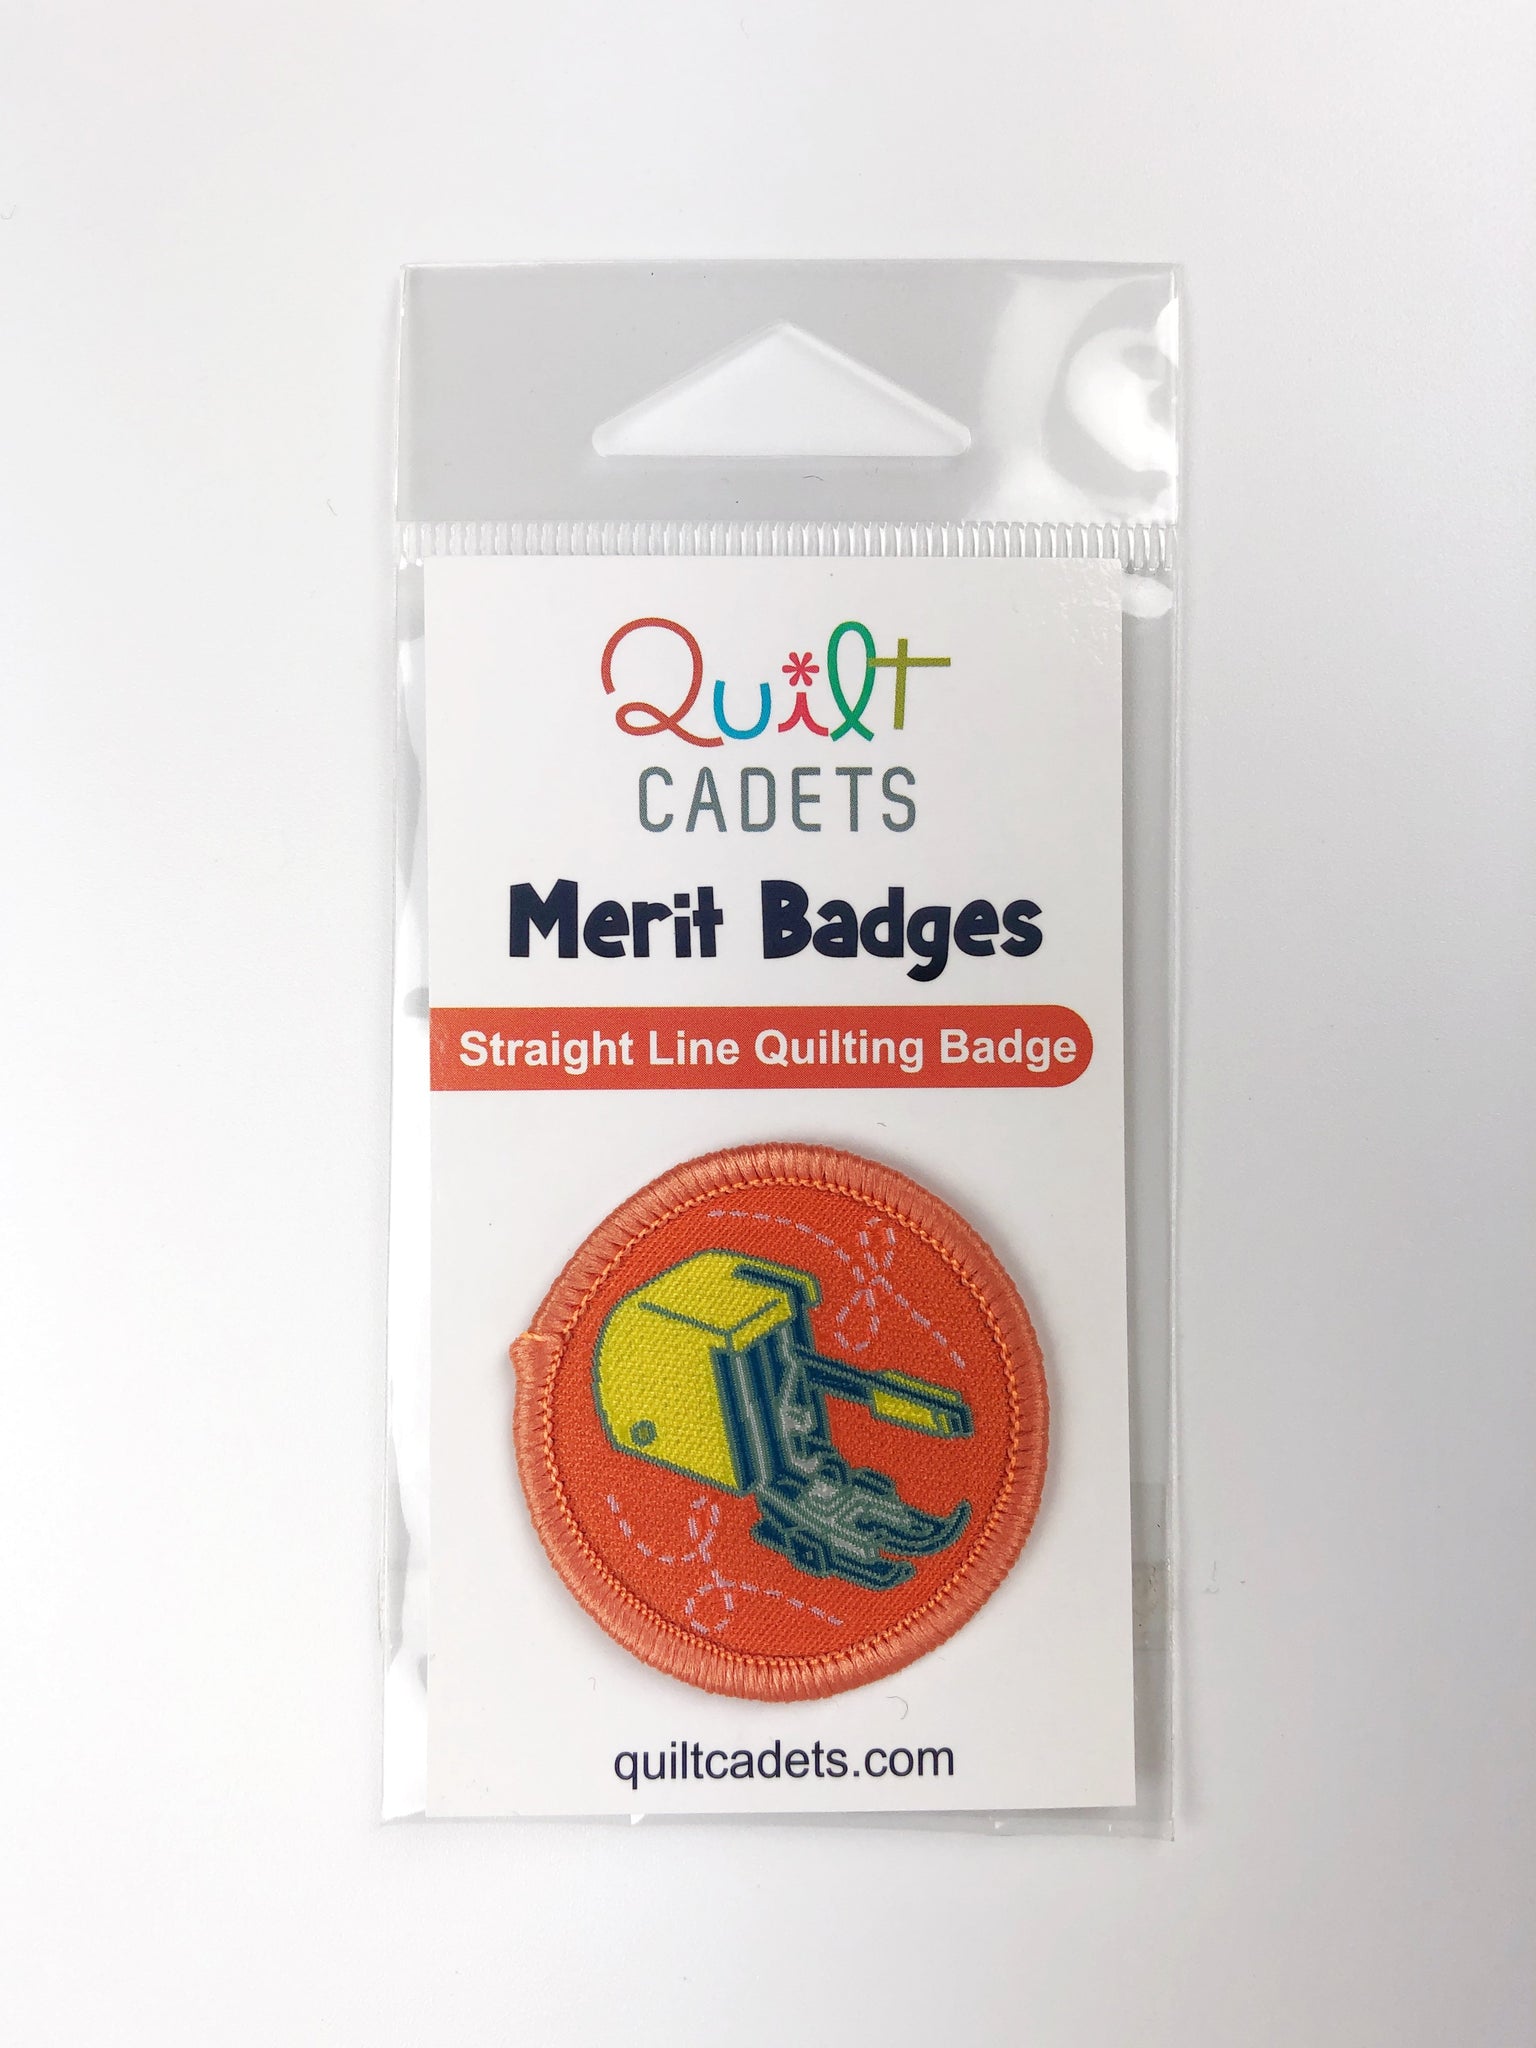 Quilt
CADETS
Merit Badges
Straight Line Quilting Badge
quiltcadets.com